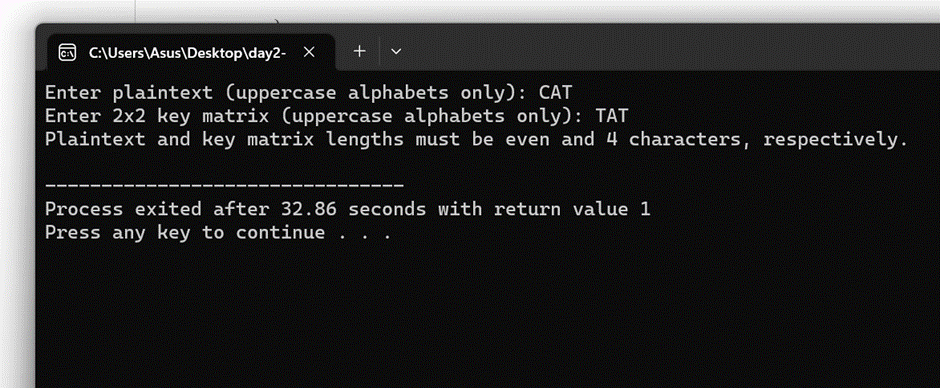 C:\Users\Asus\Desktop\day2-
Enter plaintext (uppercase alphabets only): CAT
Enter 2x2 key matrix (uppercase alphabets only): TAT
Plaintext and key matrix lengths must be even and 4 characters, respectively.
--------------------------------
Process exited after 32.86 seconds with return value 1
Press any key to continue . . .